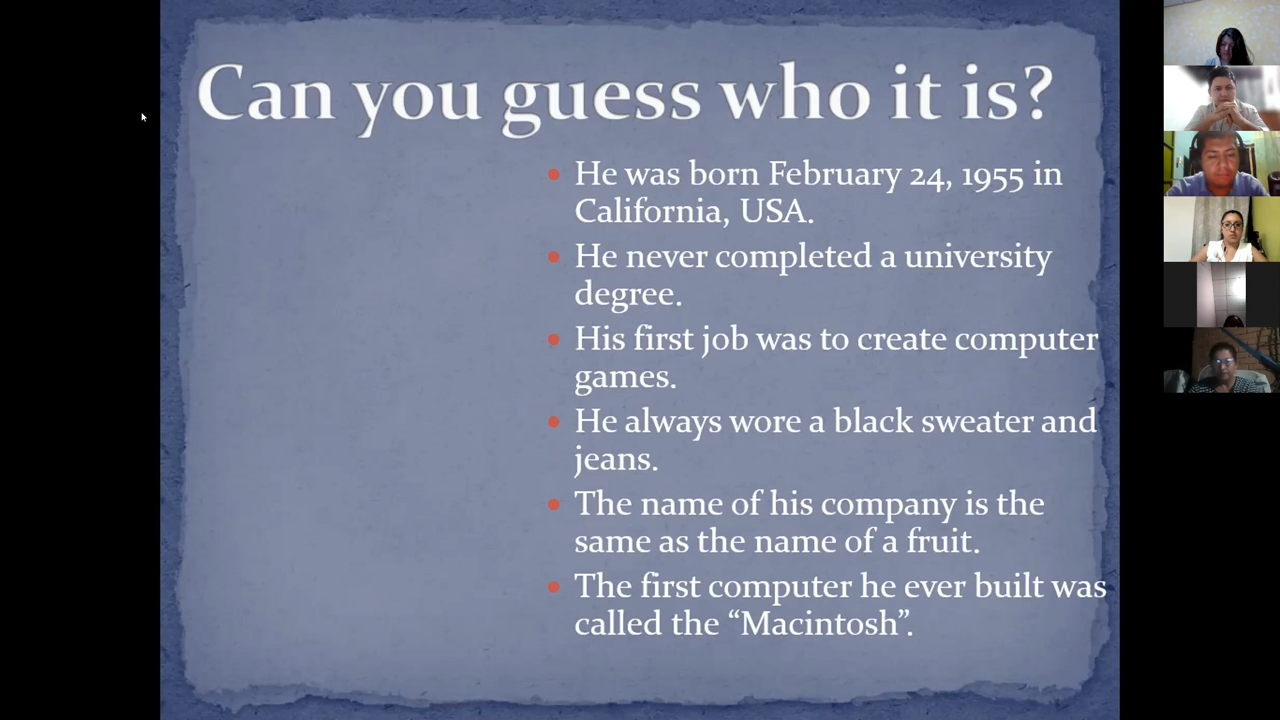 Can you guess who it is?
• He was born February 24, 1955 in
California, USA.
• He never completed a university
degree.
• His first job was to create computer
games.
• He always wore a black sweater and
jeans.
• The name of his company is the
same as the name of a fruit.
• The first computer he ever built was
called the “Macintosh”.